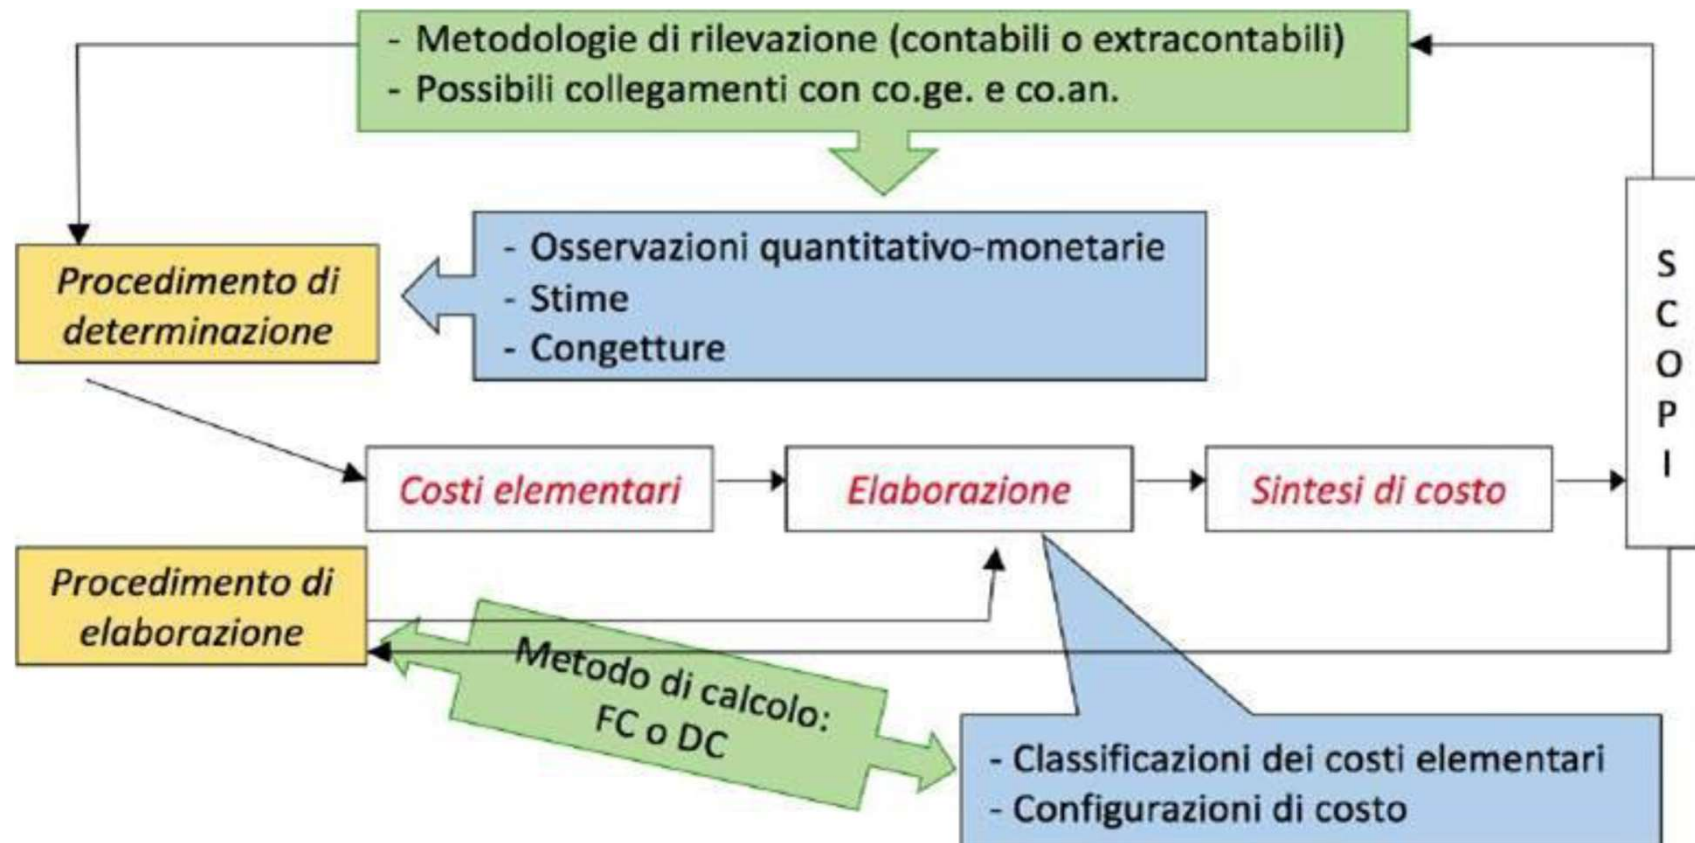 - Metodologie di rilevazione (contabili o extracontabili)
- Possibili collegamenti con co.ge. e co.an.
- Osservazioni quantitativo-monetarie
- Stime
- Congetture
Procedimento di
determinazione
S
C
O
P
I
Costi elementari
Elaborazione
Sintesi di costo
Procedimento di
elaborazione
Metodo di calcolo:
FC o DC
- Classificazioni dei costi elementari
- Configurazioni di costo